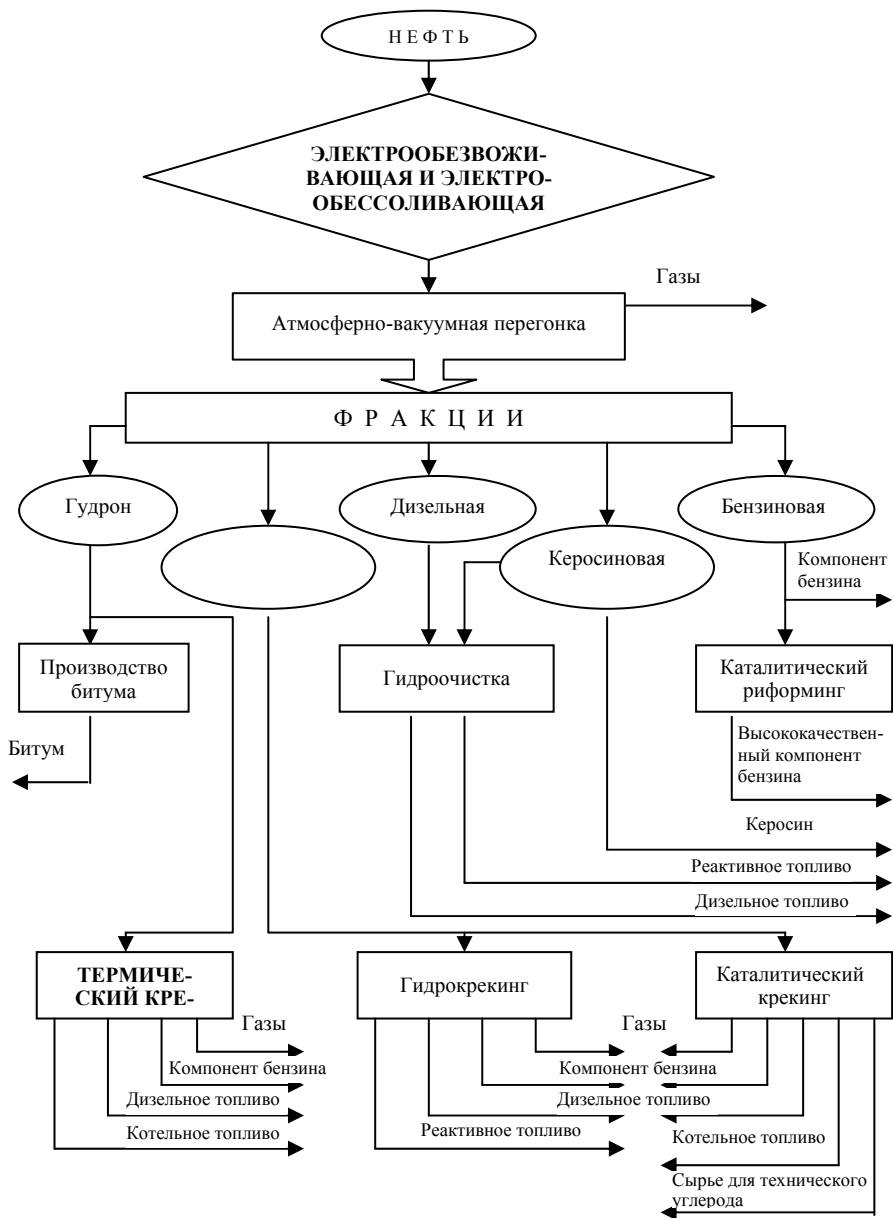 Н Е Ф Т Ь
ЭЛЕКТРООБЕЗВОЖИ-
ВАЮЩАЯ И ЭЛЕКТРО-
ОБЕССОЛИВАЮЩАЯ
Газы
Атмосферно-вакуумная перегонка
Ф Р А К Ц И И
Гудрон
Дизельная
Бензиновая
Керосиновая
Компонент
бензина
Производство
битума
Гидроочистка
Каталитический
риформинг
Битум
Высококачествен-
ный компонент
бензина
Керосин
Реактивное топливо
Дизельное топливо
ТЕРМИЧЕ-
СКИЙ КРЕ-
Гидрокрекинг
Каталитический
крекинг
Газы
Газы
Компонент бензина
Компонент бензина
Дизельное топливо
Дизельное топливо
Котельное топливо
Реактивное топливо
Котельное топливо
Сырье для технического
углерода